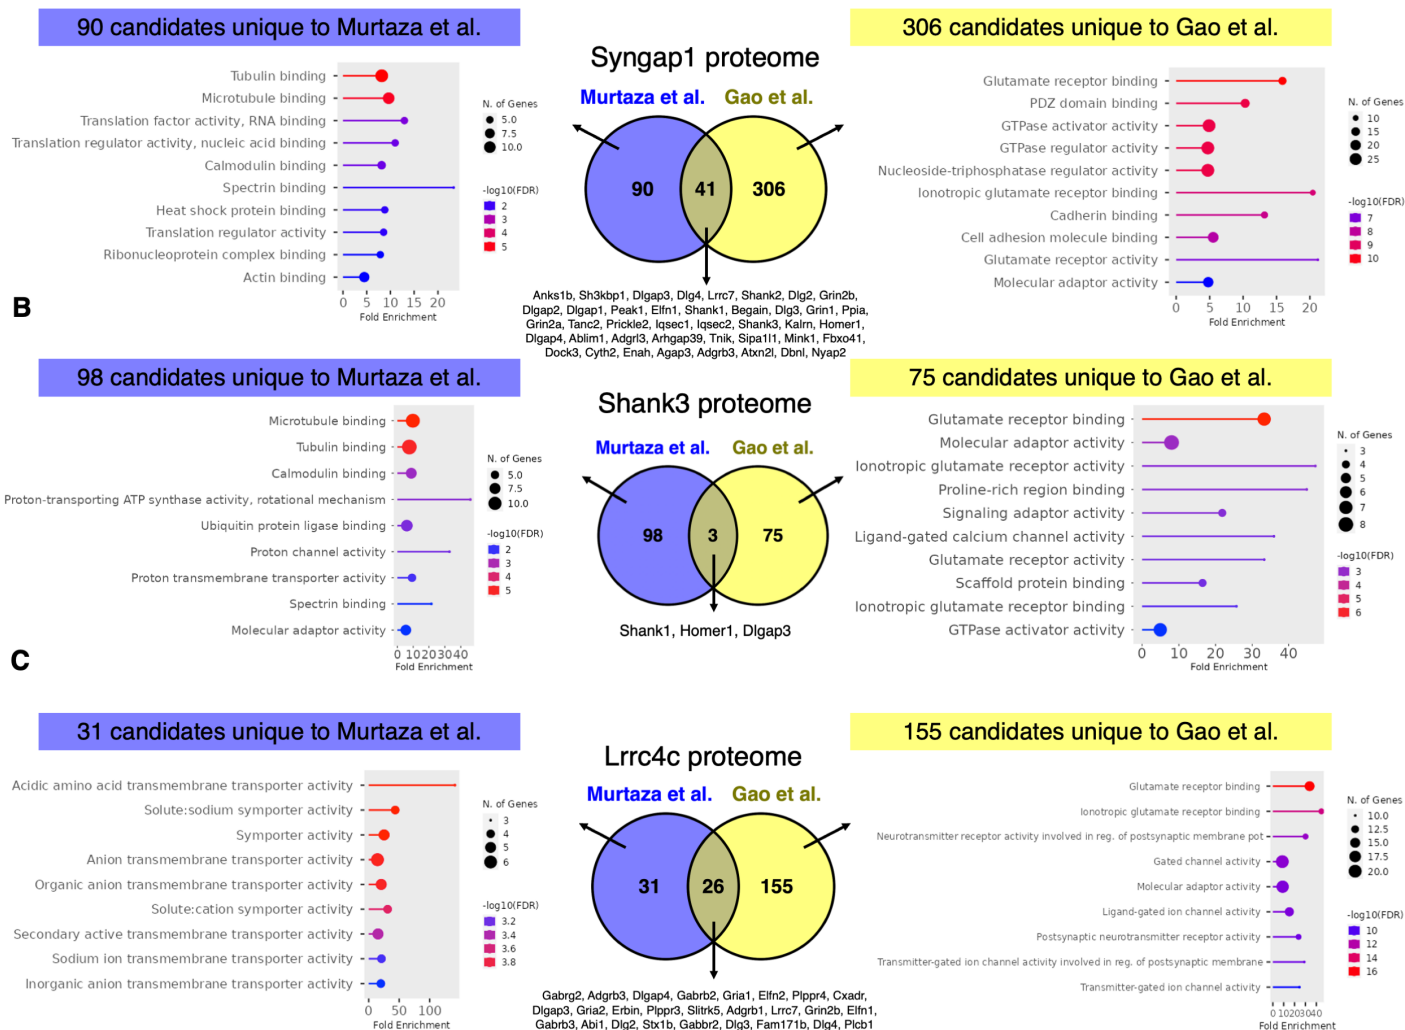 90 candidates unique to Murtaza et al.
Tubulin binding
Microtubule binding
Translation factor activity, RNA binding
Translation regulator activity, nucleic acid binding
Calmodulin binding
Spectrin binding
Heat shock protein binding
Translation regulator activity
Ribonucleoprotein complex binding
Actin binding
0 5 10 15 20
Fold Enrichment
N. of Genes
5.0
7.5
10.0
-log10(FDR)
2
3
4
5
Syngap1 proteome
Murtaza et al. Gao et al.
90 41 306
Anks1b, Sh3kbp1, Dlgap3, Dlg4, Lrrc7, Shank2, Dlg2, Grin2b,
Dlgap2, Dlgap1, Peak1, Elfn1, Shank1, Begain, Dlg3, Grin1, Ppia,
Grin2a, Tanc2, Prickle2, Iqsec1, Iqsec2, Shank3, Kalrn, Homer1,
Dlgap4, Ablim1, Adgrl3, Arhgap39, Tnik, Sipa1l1, Mink1, Fbxo41,
Dock3, Cyth2, Enah, Agap3, Adgrb3, Atxn2l, Dbnl, Nyap2
306 candidates unique to Gao et al.
Glutamate receptor binding
PDZ domain binding
GTPase activator activity
GTPase regulator activity
Nucleoside-triphosphatase regulator activity
Ionotropic glutamate receptor binding
Cadherin binding
Cell adhesion molecule binding
Glutamate receptor activity
Molecular adaptor activity
0 5 10 15 20
Fold Enrichment
N. of Genes
10
15
20
25
-log10(FDR)
7
8
9
10
B
98 candidates unique to Murtaza et al.
Microtubule binding
Tubulin binding
Calmodulin binding
Proton-transporting ATP synthase activity, rotational mechanism
Ubiquitin protein ligase binding
Proton channel activity
Proton transmembrane transporter activity
Spectrin binding
Molecular adaptor activity
0 10 20 30 40
Fold Enrichment
N. of Genes
5.0
7.5
10.0
-log10(FDR)
2
3
4
5
Shank3 proteome
Murtaza et al. Gao et al.
98 3 75
Shank1, Homer1, Dlgap3
75 candidates unique to Gao et al.
Glutamate receptor binding
Molecular adaptor activity
Ionotropic glutamate receptor activity
Proline-rich region binding
Signaling adaptor activity
Ligand-gated calcium channel activity
Glutamate receptor activity
Scaffold protein binding
Ionotropic glutamate receptor binding
GTPase activator activity
0 10 20 30 40
Fold Enrichment
N. of Genes
3
4
5
6
7
8
-log10(FDR)
3
4
5
6
C
31 candidates unique to Murtaza et al.
Acidic amino acid transmembrane transporter activity
Solute:sodium symporter activity
Symporter activity
Anion transmembrane transporter activity
Organic anion transmembrane transporter activity
Solute:cation symporter activity
Secondary active transmembrane transporter activity
Sodium ion transmembrane transporter activity
Inorganic anion transmembrane transporter activity
0 50 100
Fold Enrichment
N. of Genes
3
4
5
6
-log10(FDR)
3.2
3.4
3.6
3.8
Lrrc4c proteome
Murtaza et al. Gao et al.
31 26 155
Gabrg2, Adgrb3, Dlgap4, Gabrb2, Gria1, Elfn2, Plppr4, Cxadr,
Dlgap3, Gria2, Erbin, Plppr3, Slitrk5, Adgrb1, Lrrc7, Grin2b, Elfn1,
Gabrb3, Abi1, Dlg2, Stx1b, Gabbr2, Dlg3, Fam171b, Dlg4, Plcb1
155 candidates unique to Gao et al.
Glutamate receptor binding
Ionotropic glutamate receptor binding
Neurotransmitter receptor activity involved in reg. of postsynaptic membrane pot
Gated channel activity
Molecular adaptor activity
Ligand-gated ion channel activity
Postsynaptic neurotransmitter receptor activity
Transmitter-gated ion channel activity involved in reg. of postsynaptic membrane
Transmitter-gated ion channel activity
0 10 20 30 40
Fold Enrichment
N. of Genes
10.0
12.5
15.0
17.5
20.0
-log10(FDR)
10
12
14
16